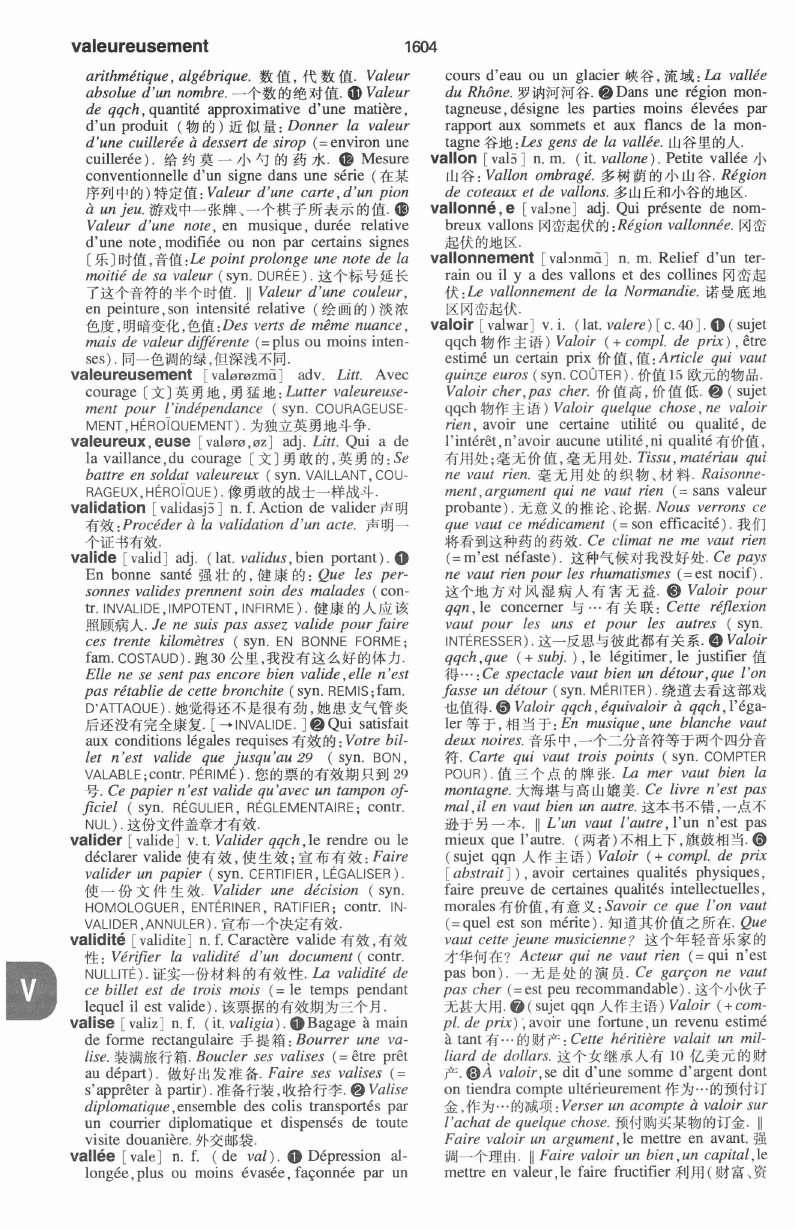 valeureusement
1604
arithmétique, algébrique. 数值, 代数值. Valeur
absolue d'un nombre. 一个数的绝对值. ⓫ Valeur
de qqch, quantité approximative d'une matière,
d'un produit (物的) 近似量: Donner la valeur
d'une cuillerée à dessert de sirop (= environ une
cuillerée). 给约莫一小勺的药水. ⓬ Mesure
conventionnelle d'un signe dans une série (在某
序列中的) 特定值: Valeur d'une carte, d'un pion
à un jeu. 游戏中一张牌、一个棋子所表示的值. ⓭
Valeur d'une note, en musique, durée relative
d'une note, modifiée ou non par certains signes
〔乐〕时值, 音值: Le point prolonge une note de la
moitié de sa valeur (syn. DURÉE). 这个标号延长
了这个音符的半个时值. ‖ Valeur d'une couleur,
en peinture, son intensité relative (绘画的) 淡浓
色度, 明暗变化, 色值: Des verts de même nuance,
mais de valeur différente (= plus ou moins inten-
ses). 同一色调的绿, 但深浅不同.
valeureusement [valørøzmɑ̃] adv. Litt. Avec
courage 〔文〕英勇地, 勇猛地: Lutter valeureuse-
ment pour l'indépendance (syn. COURAGEUSE-
MENT, HÉROÏQUEMENT). 为独立英勇地斗争.
valeureux, euse [valørø, øz] adj. Litt. Qui a de
la vaillance, du courage 〔文〕勇敢的, 英勇的: Se
battre en soldat valeureux (syn. VAILLANT, COU-
RAGEUX, HÉROÏQUE). 像勇敢的战士一样战斗.
validation [validasjɔ̃] n. f. Action de valider 声明
有效: Procéder à la validation d'un acte. 声明一
个证书有效.
valide [valid] adj. (lat. validus, bien portant). ❶
En bonne santé 强壮的, 健康的: Que les per-
sonnes valides prennent soin des malades (con-
tr. INVALIDE, IMPOTENT, INFIRME). 健康的人应该
照顾病人. Je ne suis pas assez valide pour faire
ces trente kilomètres (syn. EN BONNE FORME;
fam. COSTAUD). 跑30公里, 我没有这么好的体力.
Elle ne se sent pas encore bien valide, elle n'est
pas rétablie de cette bronchite (syn. REMIS; fam.
D'ATTAQUE). 她觉得还不是很有劲, 她患支气管炎
后还没有完全康复. [→INVALIDE.] ❷ Qui satisfait
aux conditions légales requises 有效的: Votre bil-
let n'est valide que jusqu'au 29 (syn. BON,
VALABLE; contr. PÉRIMÉ). 您的票的有效期只到29
号. Ce papier n'est valide qu'avec un tampon of-
ficiel (syn. RÉGULIER, RÉGLEMENTAIRE; contr.
NUL). 这份文件盖章才有效.
valider [valide] v. t. Valider qqch, le rendre ou le
déclarer valide 使有效, 使生效; 宣布有效: Faire
valider un papier (syn. CERTIFIER, LÉGALISER).
使一份文件生效. Valider une décision (syn.
HOMOLOGUER, ENTÉRINER, RATIFIER; contr. IN-
VALIDER, ANNULER). 宣布一个决定有效.
validité [validite] n. f. Caractère valide 有效, 有效
性: Vérifier la validité d'un document (contr.
NULLITÉ). 证实一份材料的有效性. La validité de
ce billet est de trois mois (= le temps pendant
lequel il est valide). 该票据的有效期为三个月.
valise [valiz] n. f. (it. valigia). ❶ Bagage à main
de forme rectangulaire 手提箱: Bourrer une va-
lise. 装满旅行箱. Boucler ses valises (= être prêt
au départ). 做好出发准备. Faire ses valises (=
s'apprêter à partir). 准备行装, 收拾行李. ❷ Valise
diplomatique, ensemble des colis transportés par
un courrier diplomatique et dispensés de toute
visite douanière. 外交邮袋.
vallée [vale] n. f. (de val). ❶ Dépression al-
longée, plus ou moins évasée, façonnée par un
V
cours d'eau ou un glacier 峡谷, 流域: La vallée
du Rhône. 罗讷河河谷. ❷ Dans une région mon-
tagneuse, désigne les parties moins élevées par
rapport aux sommets et aux flancs de la mon-
tagne 谷地: Les gens de la vallée. 山谷里的人.
vallon [valɔ̃] n. m. (it. vallone). Petite vallée 小
山谷: Vallon ombragé. 多树荫的小山谷. Région
de coteaux et de vallons. 多山丘和小谷的地区.
vallonné, e [valɔne] adj. Qui présente de nom-
breux vallons 冈峦起伏的: Région vallonnée. 冈峦
起伏的地区.
vallonnement [valɔnmɑ̃] n. m. Relief d'un ter-
rain ou il y a des vallons et des collines 冈峦起
伏: Le vallonnement de la Normandie. 诺曼底地
区冈峦起伏.
valoir [valwar] v. i. (lat. valere) [c. 40]. ❶ (sujet
qqch 物作主语) Valoir (+ compl. de prix), être
estimé un certain prix 价值, 值: Article qui vaut
quinze euros (syn. COÛTER). 价值15欧元的物品.
Valoir cher, pas cher. 价值高, 价值低. ❷ (sujet
qqch 物作主语) Valoir quelque chose, ne valoir
rien, avoir une certaine utilité ou qualité, de
l'intérêt, n'avoir aucune utilité, ni qualité 有价值,
有用处; 毫无价值, 毫无用处. Tissu, matériau qui
ne vaut rien. 毫无用处的织物、材料. Raisonne-
ment, argument qui ne vaut rien (= sans valeur
probante). 无意义的推论、论据. Nous verrons ce
que vaut ce médicament (= son efficacité). 我们
将看到这种药的药效. Ce climat ne me vaut rien
(= m'est néfaste). 这种气候对我没好处. Ce pays
ne vaut rien pour les rhumatismes (= est nocif).
这个地方对风湿病人有害无益. ❸ Valoir pour
qqn, le concerner 与…有关联: Cette réflexion
vaut pour les uns et pour les autres (syn.
INTÉRESSER). 这一反思与彼此都有关系. ❹ Valoir
qqch, que (+ subj.), le légitimer, le justifier 值
得…: Ce spectacle vaut bien un détour, que l'on
fasse un détour (syn. MÉRITER). 绕道去看这部戏
也值得. ❺ Valoir qqch, équivaloir à qqch, l'éga-
ler 等于, 相当于: En musique, une blanche vaut
deux noires. 音乐中, 一个二分音符等于两个四分音
符. Carte qui vaut trois points (syn. COMPTER
POUR). 值三个点的牌张. La mer vaut bien la
montagne. 大海堪与高山媲美. Ce livre n'est pas
mal, il en vaut bien un autre. 这本书不错, 一点不
逊于另一本. ‖ L'un vaut l'autre, l'un n'est pas
mieux que l'autre. (两者)不相上下, 旗鼓相当. ❻
(sujet qqn 人作主语) Valoir (+ compl. de prix
[abstrait]), avoir certaines qualités physiques,
faire preuve de certaines qualités intellectuelles,
morales 有价值, 有意义: Savoir ce que l'on vaut
(= quel est son mérite). 知道其价值之所在. Que
vaut cette jeune musicienne? 这个年轻音乐家的
才华何在? Acteur qui ne vaut rien (= qui n'est
pas bon). 一无是处的演员. Ce garçon ne vaut
pas cher (= est peu recommandable). 这个小伙子
无甚大用. ❼ (sujet qqn 人作主语) Valoir (+ com-
pl. de prix), avoir une fortune, un revenu estimé
à tant 有…的财产: Cette héritière valait un mil-
liard de dollars. 这个女继承人有 10 亿美元的财
产. ❽ À valoir, se dit d'une somme d'argent dont
on tiendra compte ultérieurement 作为…的预付订
金, 作为…的减项: Verser un acompte à valoir sur
l'achat de quelque chose. 预付购买某物的订金. ‖
Faire valoir un argument, le mettre en avant. 强
调一个理由. ‖ Faire valoir un bien, un capital, le
mettre en valeur, le faire fructifier 利用(财富、资